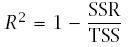 R² = 1 − SSR/TSS